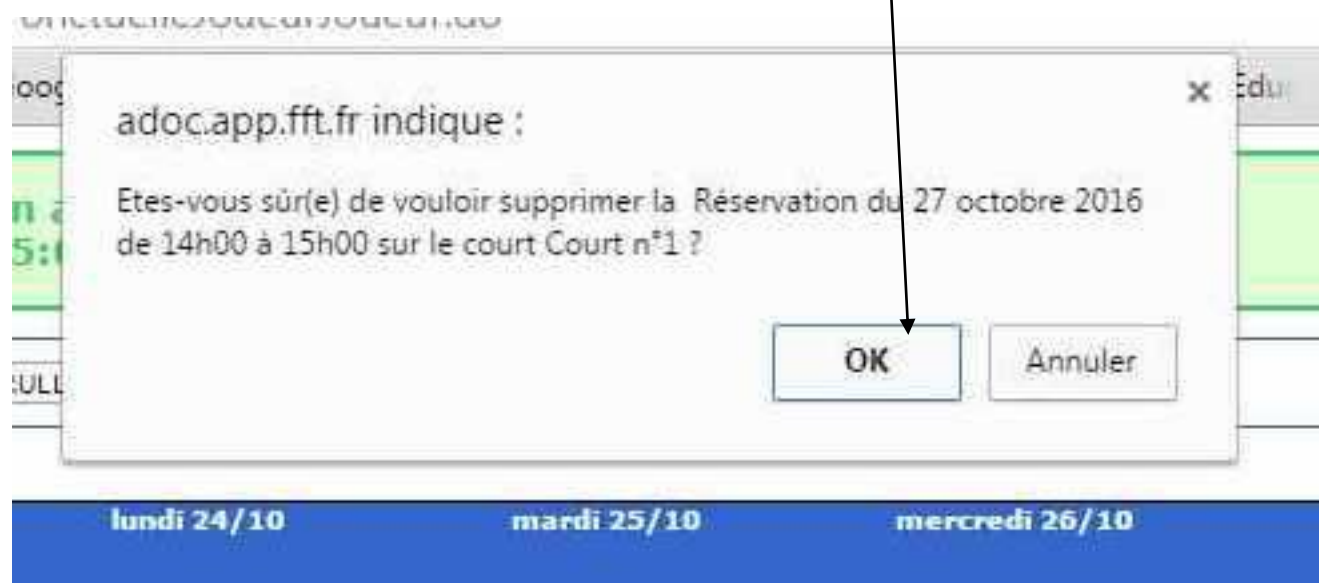 adoc.app.fft.fr indique :
Etes-vous sûr(e) de vouloir supprimer la Réservation du 27 octobre 2016
de 14h00 à 15h00 sur le court Court n°1 ?
OK
Annuler
lundi 24/10
mardi 25/10
mercredi 26/10